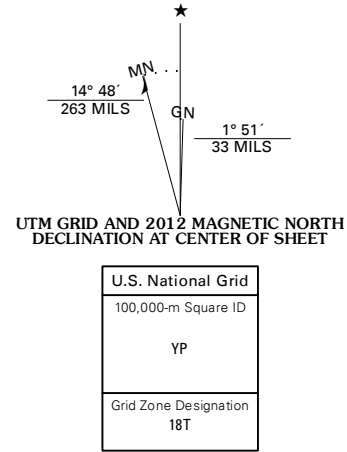 ★
MN
14° 48´
263 MILS
GN
1° 51´
33 MILS
UTM GRID AND 2012 MAGNETIC NORTH
DECLINATION AT CENTER OF SHEET
U.S. National Grid
100,000-m Square ID
YP
Grid Zone Designation
18T